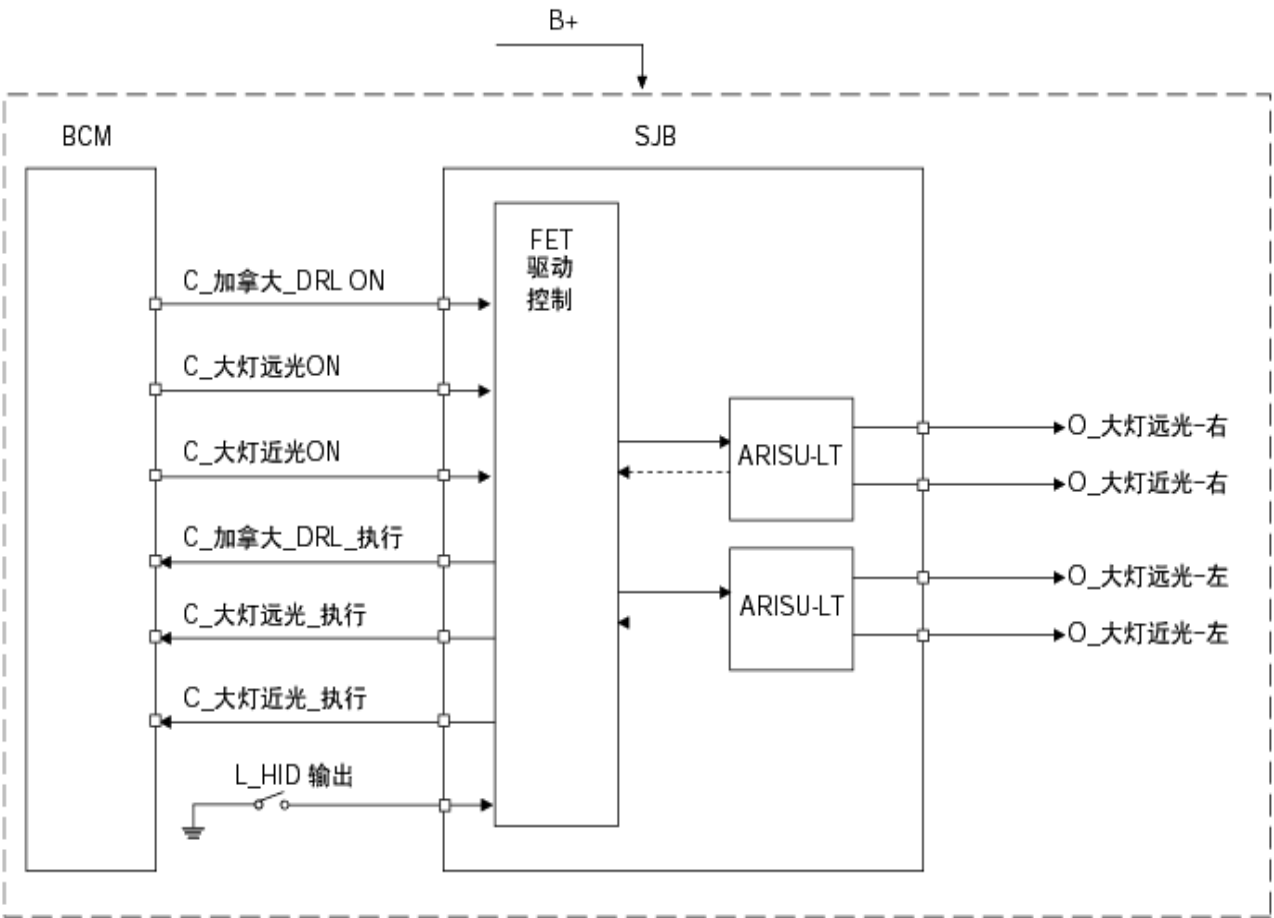 B+
BCM
SJB
FET
驱动
控制
C_加拿大_DRL ON
C_大灯远光ON
C_大灯近光ON
C_加拿大_DRL_执行
C_大灯远光_执行
C_大灯近光_执行
L_HID 输出
ARISU-LT
ARISU-LT
O_大灯远光-右
O_大灯近光-右
O_大灯远光-左
O_大灯近光-左